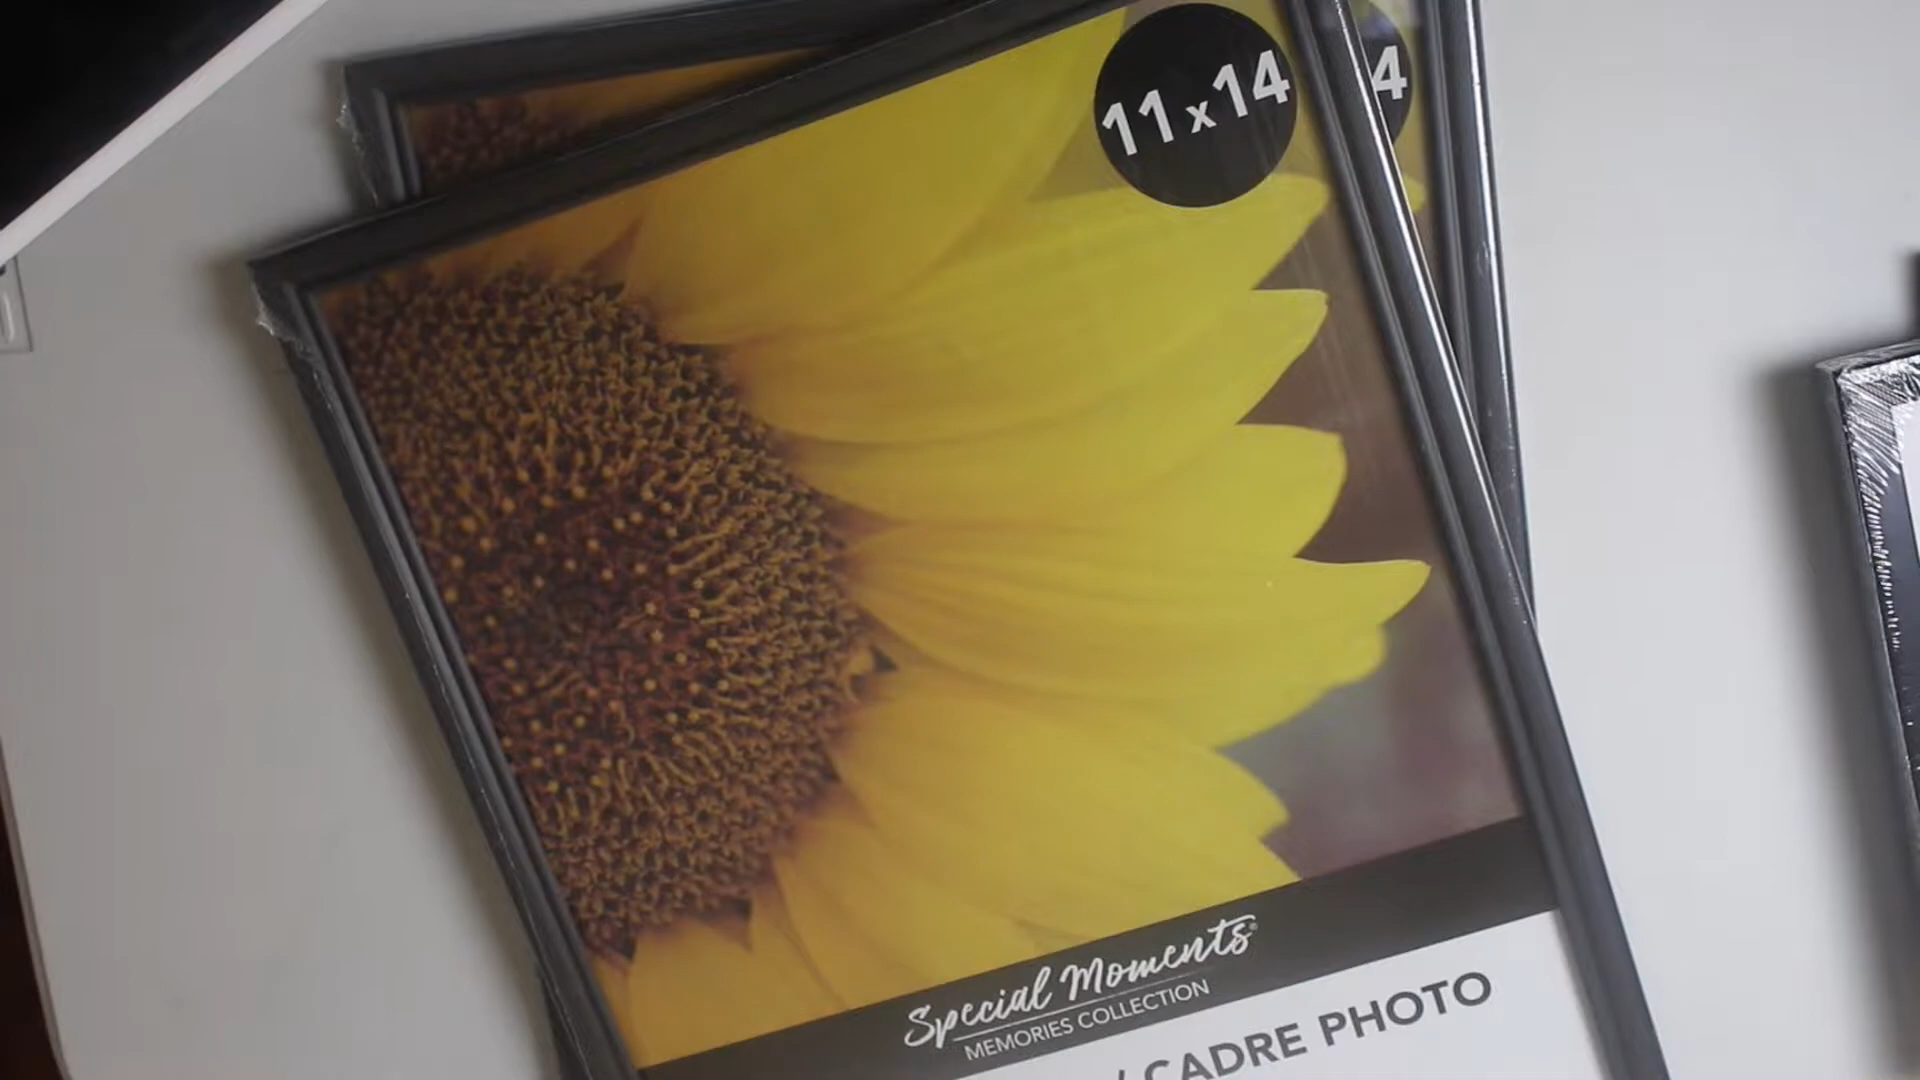 11x14
4
Special Moments®
MEMORIES COLLECTION
/ CADRE PHOTO